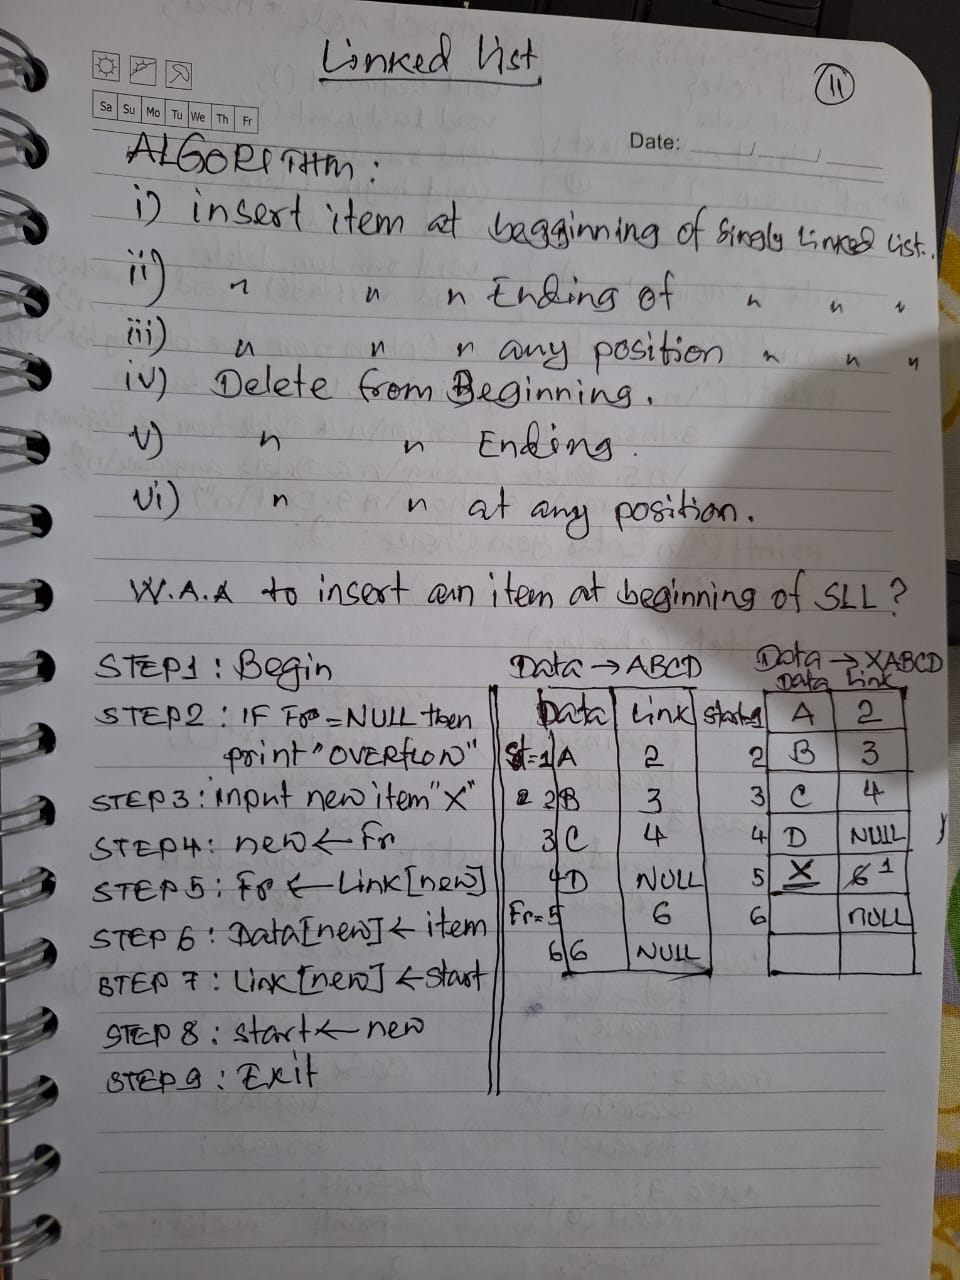 Linked List
11
Sa Su Mo Tu We Th Fr
Date: __/__/__
ALGORITHM:
i) insert item at begginning of Singly Linked List.
ii) " " " Ending of " " "
iii) " " " any position " " "
iv) Delete from Beginning.
v) " " Ending.
vi) " " at any position.
W.A.A to insert an item at beginning of SLL?
STEP1 : Begin
STEP2 : IF Fr = NULL then
print "OVERFLOW"
STEP3 : input new item "X"
STEP4 : new ← Fr
STEP5 : Fr ← Link[new]
STEP 6 : Data[new] ← item
STEP 7 : Link[new] ← start
STEP 8 : start ← new
STEP 9 : Exit
Data → ABCD
Data Link
St=1 A 2
2 B 3
3 C 4
4 D NULL
Fr=5 6
6 6 NULL
Data → XABCD
Data Link
A 2
2 B 3
3 C 4
4 D NULL
5 X 6 1
6 NULL